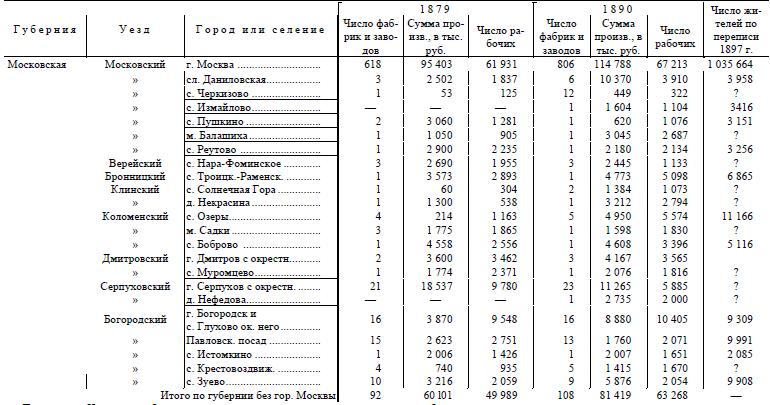 Губерния Уезд Город или селение 1879 1890 Число жителей по переписи 1897 г.
Число фабрик и заводов Сумма произв., в тыс. руб. Число рабочих Число фабрик и заводов Сумма произв., в тыс. руб. Число рабочих
Московская Московский г. Москва 618 95 403 61 931 806 114 788 67 213 1 035 664
» сл. Даниловская 3 2 502 1 837 6 10 370 3 910 3 958
» с. Черкизово 1 53 125 12 449 322 ?
» с. Измайлово — — — 1 1 604 1 104 3416
» с. Пушкино 2 3 060 1 281 1 620 1 076 3 151
» м. Балашиха 1 1 050 905 1 3 045 2 687 ?
» с. Реутово 1 2 900 2 235 1 2 180 2 134 3 256
Верейский с. Нара-Фоминское 3 2 690 1 955 3 2 445 1 133 ?
Бронницкий с. Троицк.-Раменск. 1 3 573 2 893 1 4 773 5 098 6 865
Клинский с. Солнечная Гора 1 60 304 2 1 384 1 073 ?
» д. Некрасина 1 1 300 538 1 3 212 2 794 ?
Коломенский с. Озеры 4 214 1 163 5 4 950 5 574 11 166
» м. Садки 3 1 775 1 865 1 1 598 1 830 ?
» с. Боброво 1 4 558 2 556 1 4 608 3 396 5 116
Дмитровский г. Дмитров с окрестн. 2 3 600 3 462 3 4 167 3 565
» с. Муромцево 1 1 774 2 371 1 2 076 1 816 ?
Серпуховский г. Серпухов с окрестн. 21 18 537 9 780 23 11 265 5 885 ?
» д. Нефедова — — — 1 2 735 2 000 ?
Богородский г. Богородск и
с. Глухово ок. него 16 3 870 9 548 16 8 880 10 405 9 309
» Павловск. посад 15 2 623 2 751 13 1 760 2 071 9 991
» с. Истомкино 1 2 006 1 426 1 2 007 1 651 2 085
» с. Крестовоздвиж. 4 740 935 5 1 415 1 670 ?
» с. Зуево 10 3 216 2 059 9 5 876 2 054 9 908
Итого по губернии без гор. Москвы 92 60 101 49 989 108 81 419 63 268 —